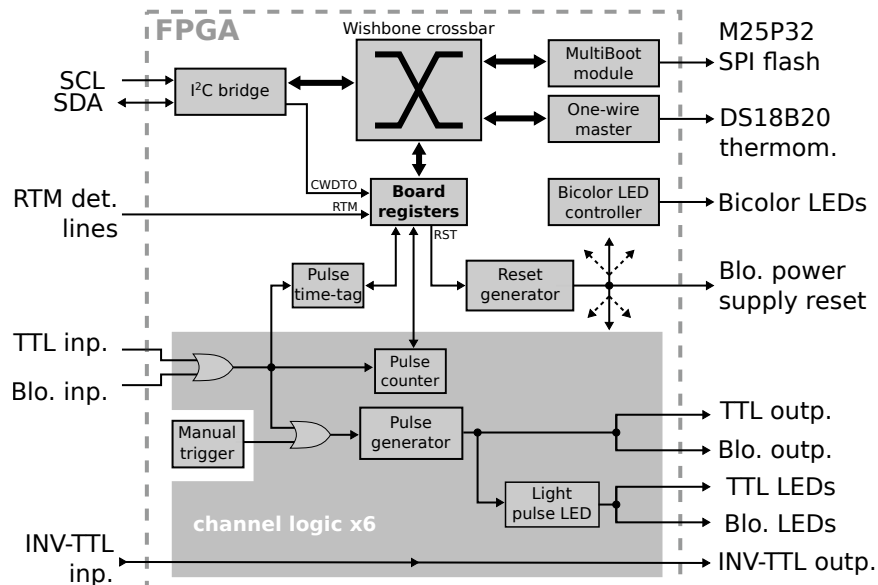 FPGA
Wishbone crossbar
M25P32
SPI flash
MultiBoot
module
SCL
SDA
I²C bridge
One-wire
master
DS18B20
thermom.
CWDTO
RTM
Board
registers
RST
RTM det.
lines
Bicolor LED
controller
Bicolor LEDs
Pulse
time-tag
Reset
generator
Blo. power
supply reset
TTL inp.
Blo. inp.
Pulse
counter
Manual
trigger
Pulse
generator
TTL outp.
Blo. outp.
Light
pulse LED
TTL LEDs
Blo. LEDs
channel logic x6
INV-TTL
inp.
INV-TTL outp.